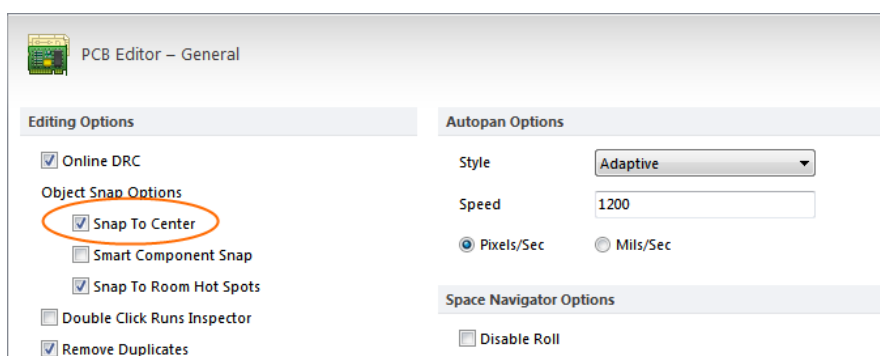 PCB Editor – General
Editing Options
Online DRC
Object Snap Options
Snap To Center
Smart Component Snap
Snap To Room Hot Spots
Double Click Runs Inspector
Remove Duplicates
Autopan Options
Style Adaptive
Speed 1200
Pixels/Sec Mils/Sec
Space Navigator Options
Disable Roll